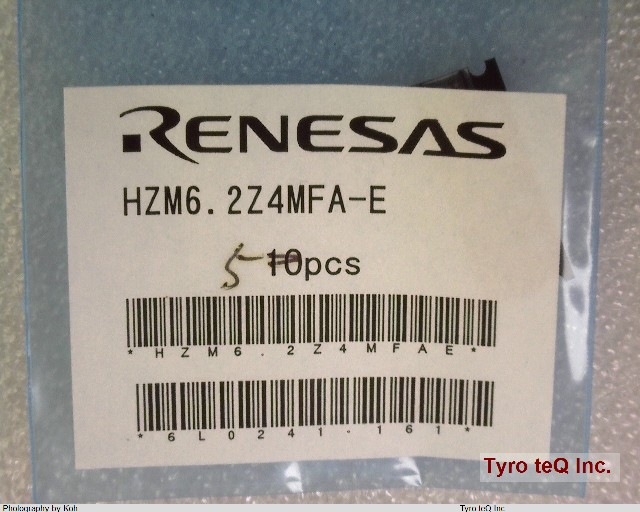 RENESAS
HZM6.2Z4MFA-E
5 10pcs
*HZM6.2Z4MFAE*
*6L0241-161*
Tyro teQ Inc.
Photography by Koh
Tyro teQ Inc